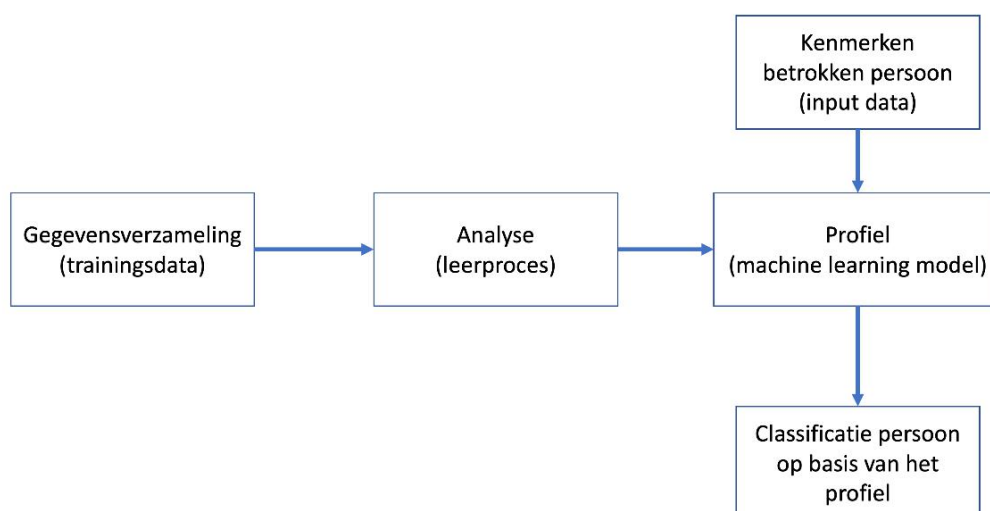 Kenmerken
betrokken persoon
(input data)
Gegevensverzameling
(trainingsdata)
Analyse
(leerproces)
Profiel
(machine learning model)
Classificatie persoon
op basis van het
profiel